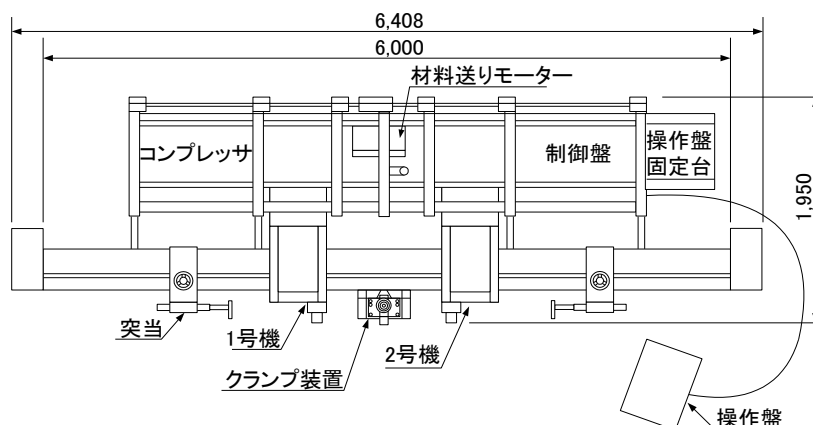 6,408
6,000
材料送りモーター
コンプレッサ
制御盤
操作盤
固定台
1,950
突当
1号機
クランプ装置
2号機
操作盤